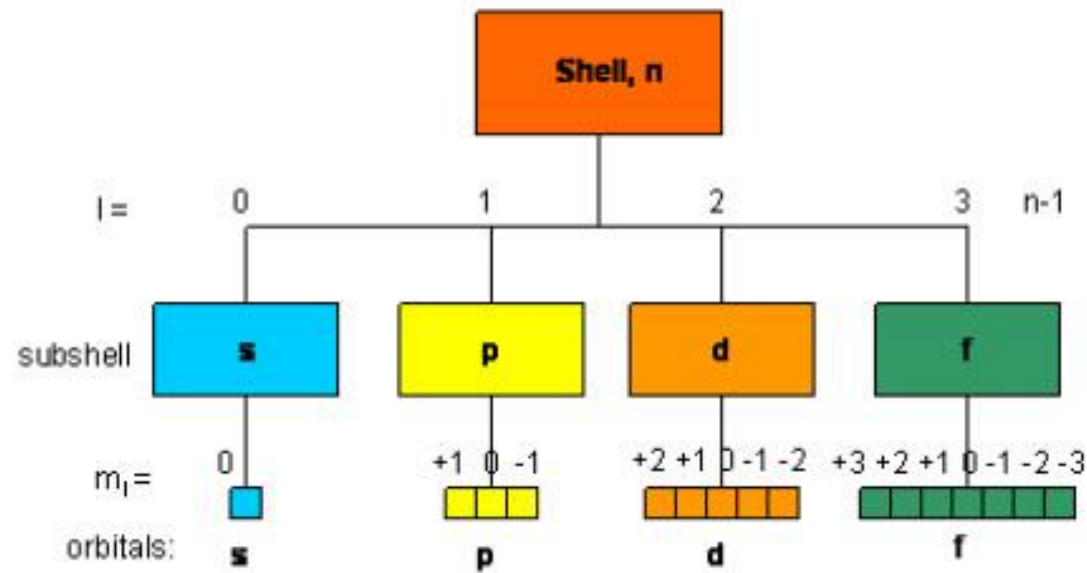 Shell, n
l = 0 1 2 3 n-1
subshell s p d f
mₗ = 0 +1 0 -1 +2 +1 0 -1 -2 +3 +2 +1 0 -1 -2 -3
orbitals: s p d f